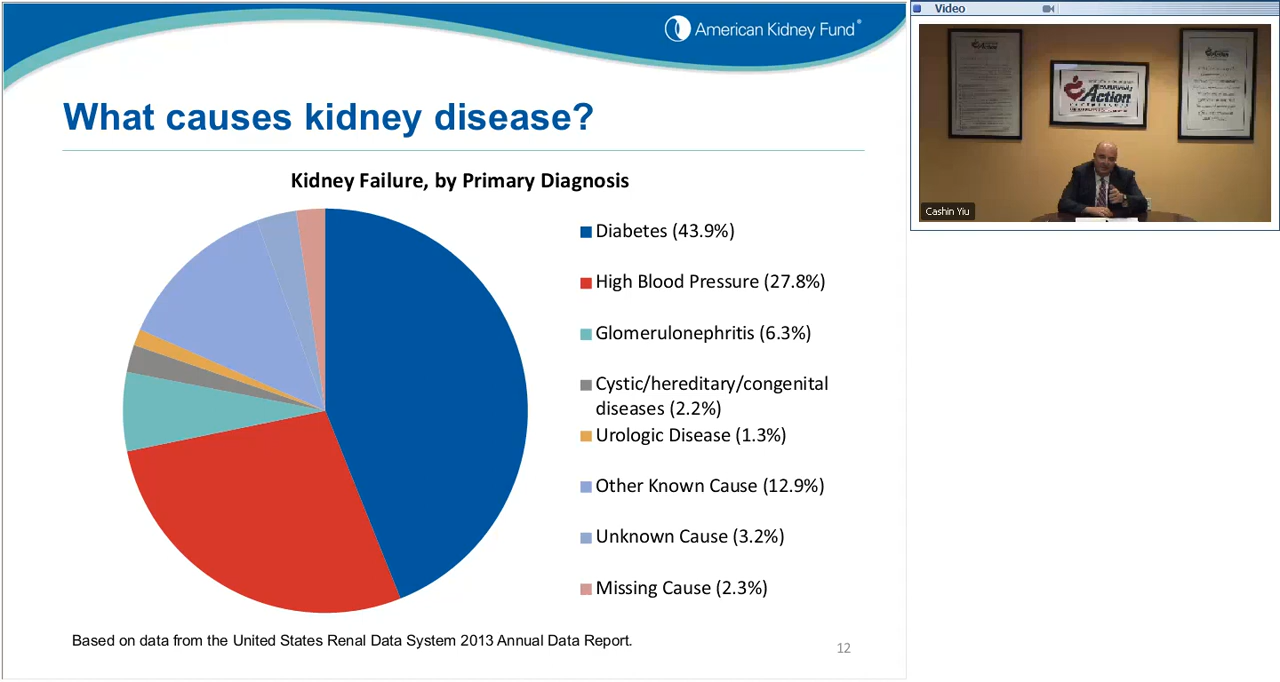 American Kidney Fund®
What causes kidney disease?
Kidney Failure, by Primary Diagnosis
Diabetes (43.9%)
High Blood Pressure (27.8%)
Glomerulonephritis (6.3%)
Cystic/hereditary/congenital
diseases (2.2%)
Urologic Disease (1.3%)
Other Known Cause (12.9%)
Unknown Cause (3.2%)
Missing Cause (2.3%)
Based on data from the United States Renal Data System 2013 Annual Data Report.
12
Video
Action
Cashin Yiu